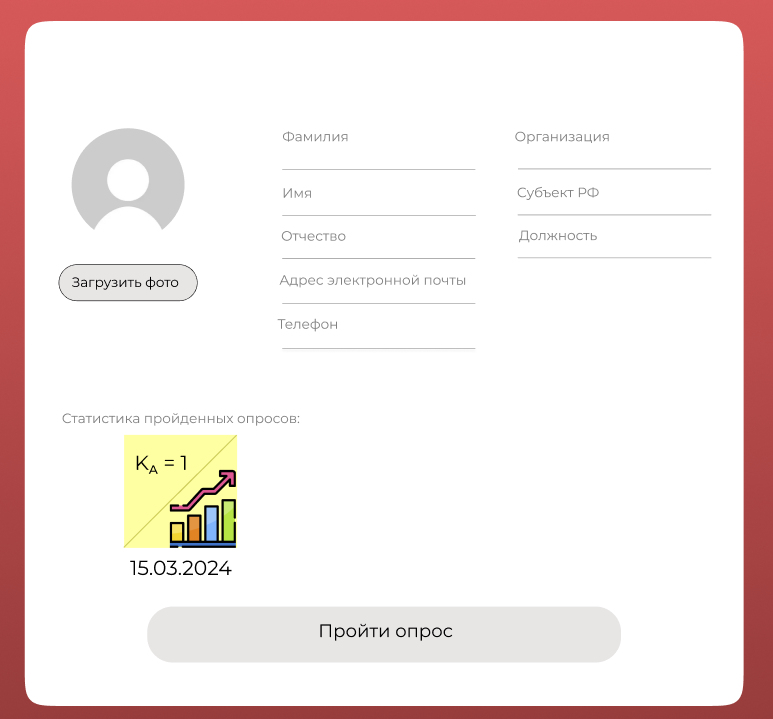 Фамилия
Организация
Имя
Субъект РФ
Отчество
Должность
Загрузить фото
Адрес электронной почты
Телефон
Статистика пройденных опросов:
KA = 1
15.03.2024
Пройти опрос